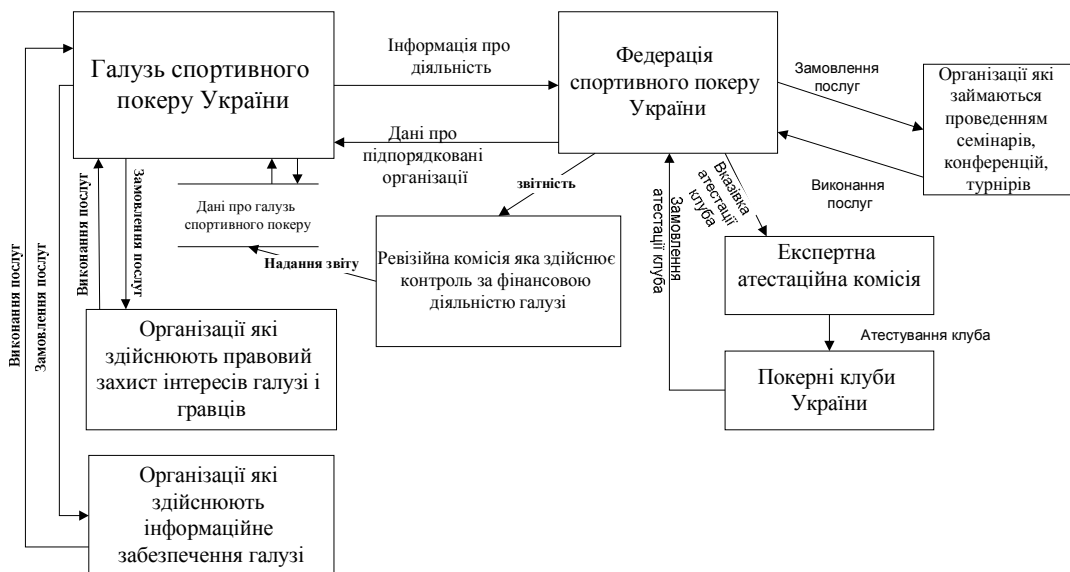 Галузь спортивного
покеру України
Інформація про
діяльність
Федерація
спортивного покеру
України
Замовлення
послуг
Організації які
займаються
проведенням
семінарів,
конференцій,
турнірів
Дані про
підпорядковані
організації
Виконання
послуг
звітність
Вказівка
атестації
клуба
Замовлення
атестації клуба
Дані про галузь
спортивного покеру
Виконання послуг
Замовлення послуг
Виконання послуг
Замовлення послуг
Надання звіту
Ревізійна комісія яка здійснює
контроль за фінансовою
діяльністю галузі
Експертна
атестаційна комісія
Атестування клуба
Покерні клуби
України
Організації які
здійснюють правовий
захист інтересів галузі і
гравців
Організації які
здійснюють
інформаційне
забезпечення галузі